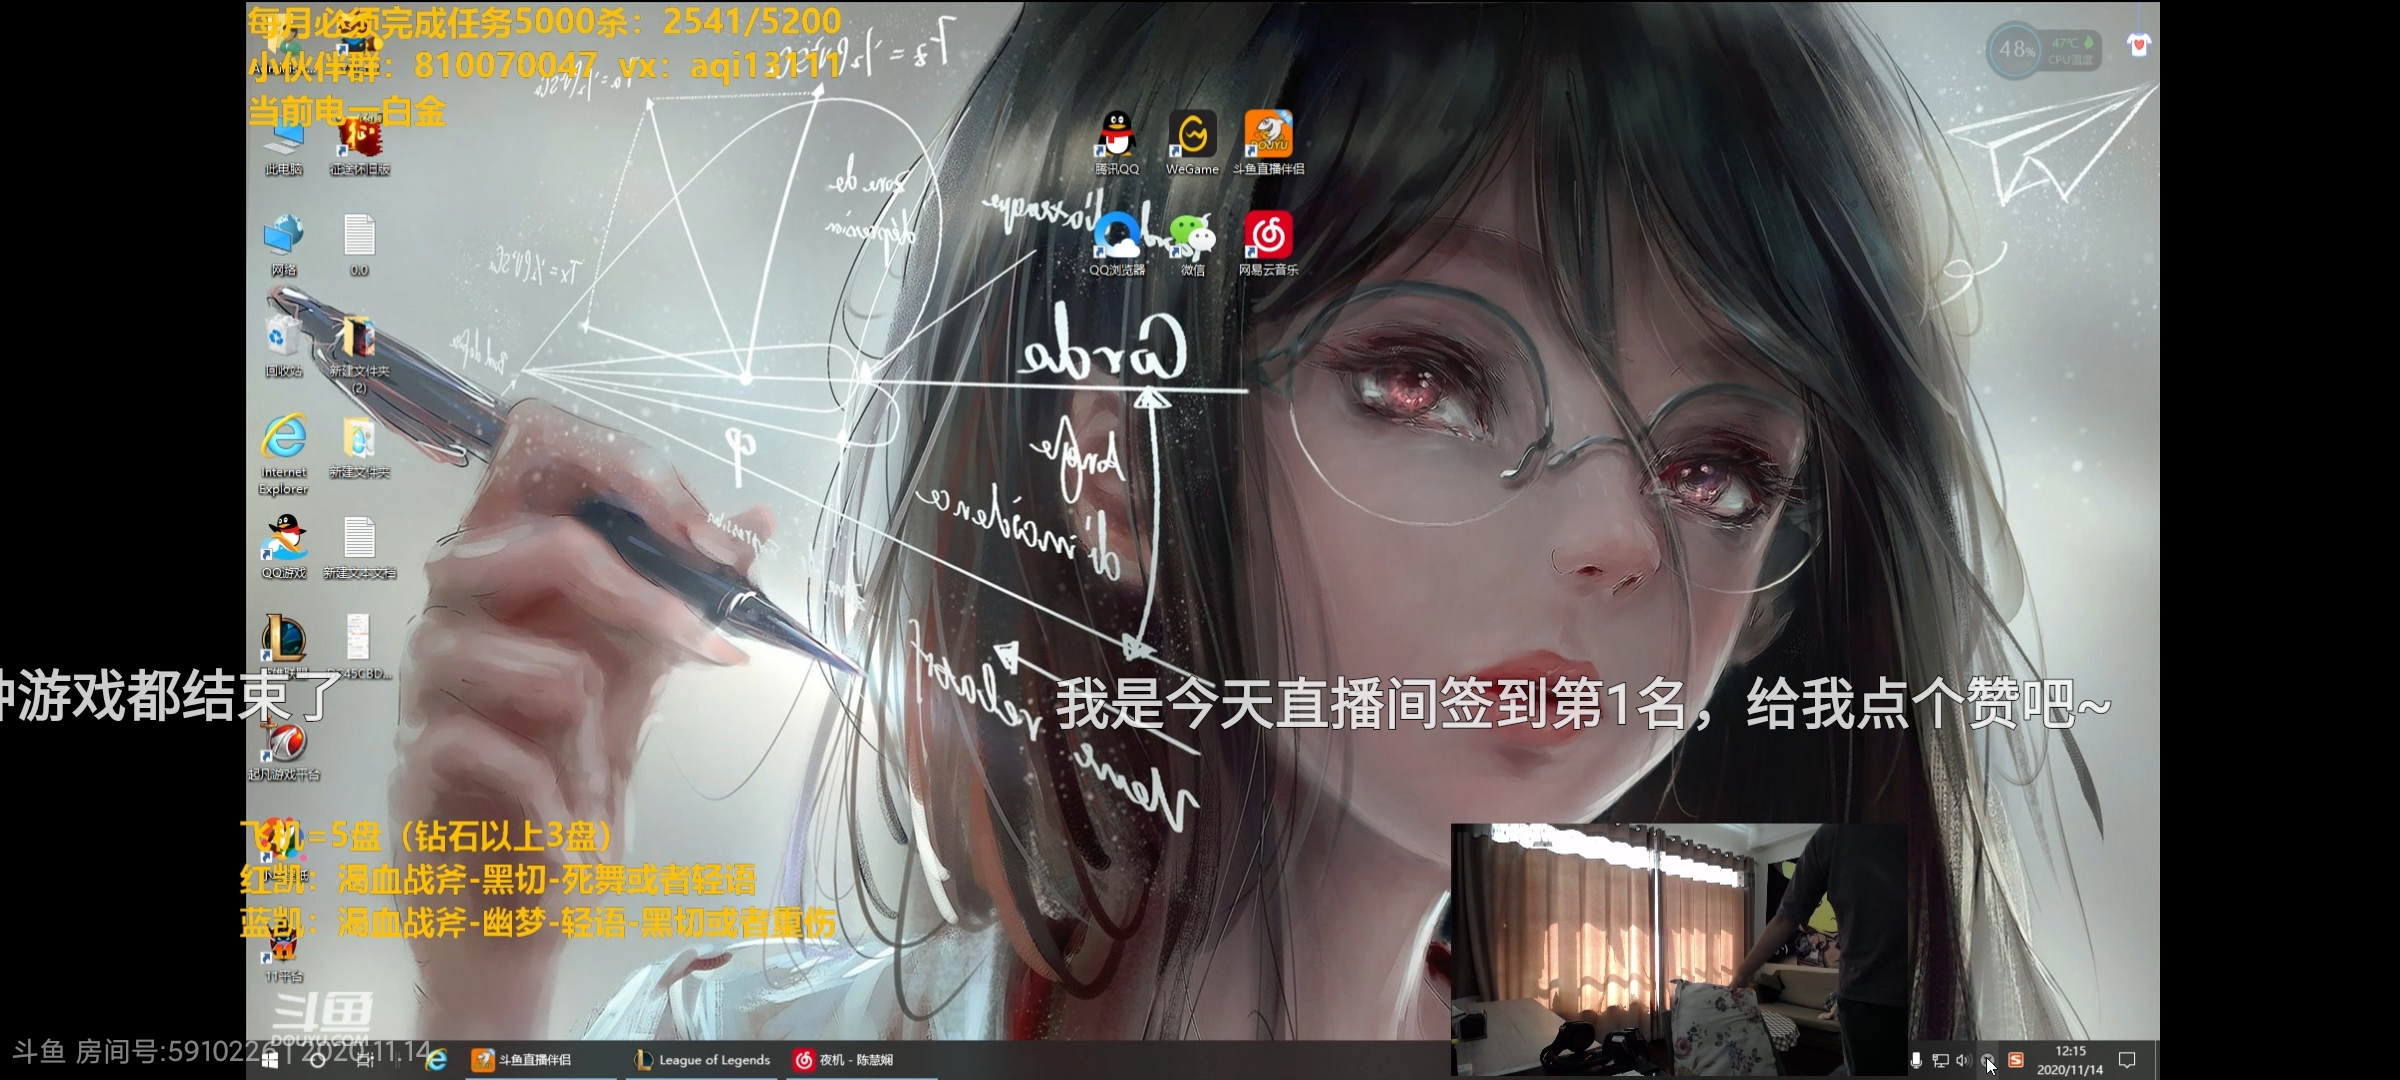 每月必须完成任务5000杀：2541/5200
小伙伴群：810070047 vx：aqi13111
当前电一白金
48%
47℃
CPU温度
此电脑
征途怀旧版
腾讯QQ
WeGame
斗鱼直播伴侣
网络
0.0
QQ浏览器
微信
网易云音乐
回收站
新建文件夹
(2)
Corde
Angle
d'incidence
Internet
Explorer
新建文件夹
QQ游戏
新建文本文档
游戏都结束了
我是今天直播间签到第1名，给我点个赞吧~
起凡游戏平台
飞机=5盘（钻石以上3盘）
红凯：渴血战斧-黑切-死舞或者轻语
蓝凯：渴血战斧-幽梦-轻语-黑切或者重伤
11平台
斗鱼
DOUYU.COM
斗鱼 房间号:5910226 | 2020.11.14
斗鱼直播伴侣
League of Legends
夜机 - 陈慧娴
12:15
2020/11/14